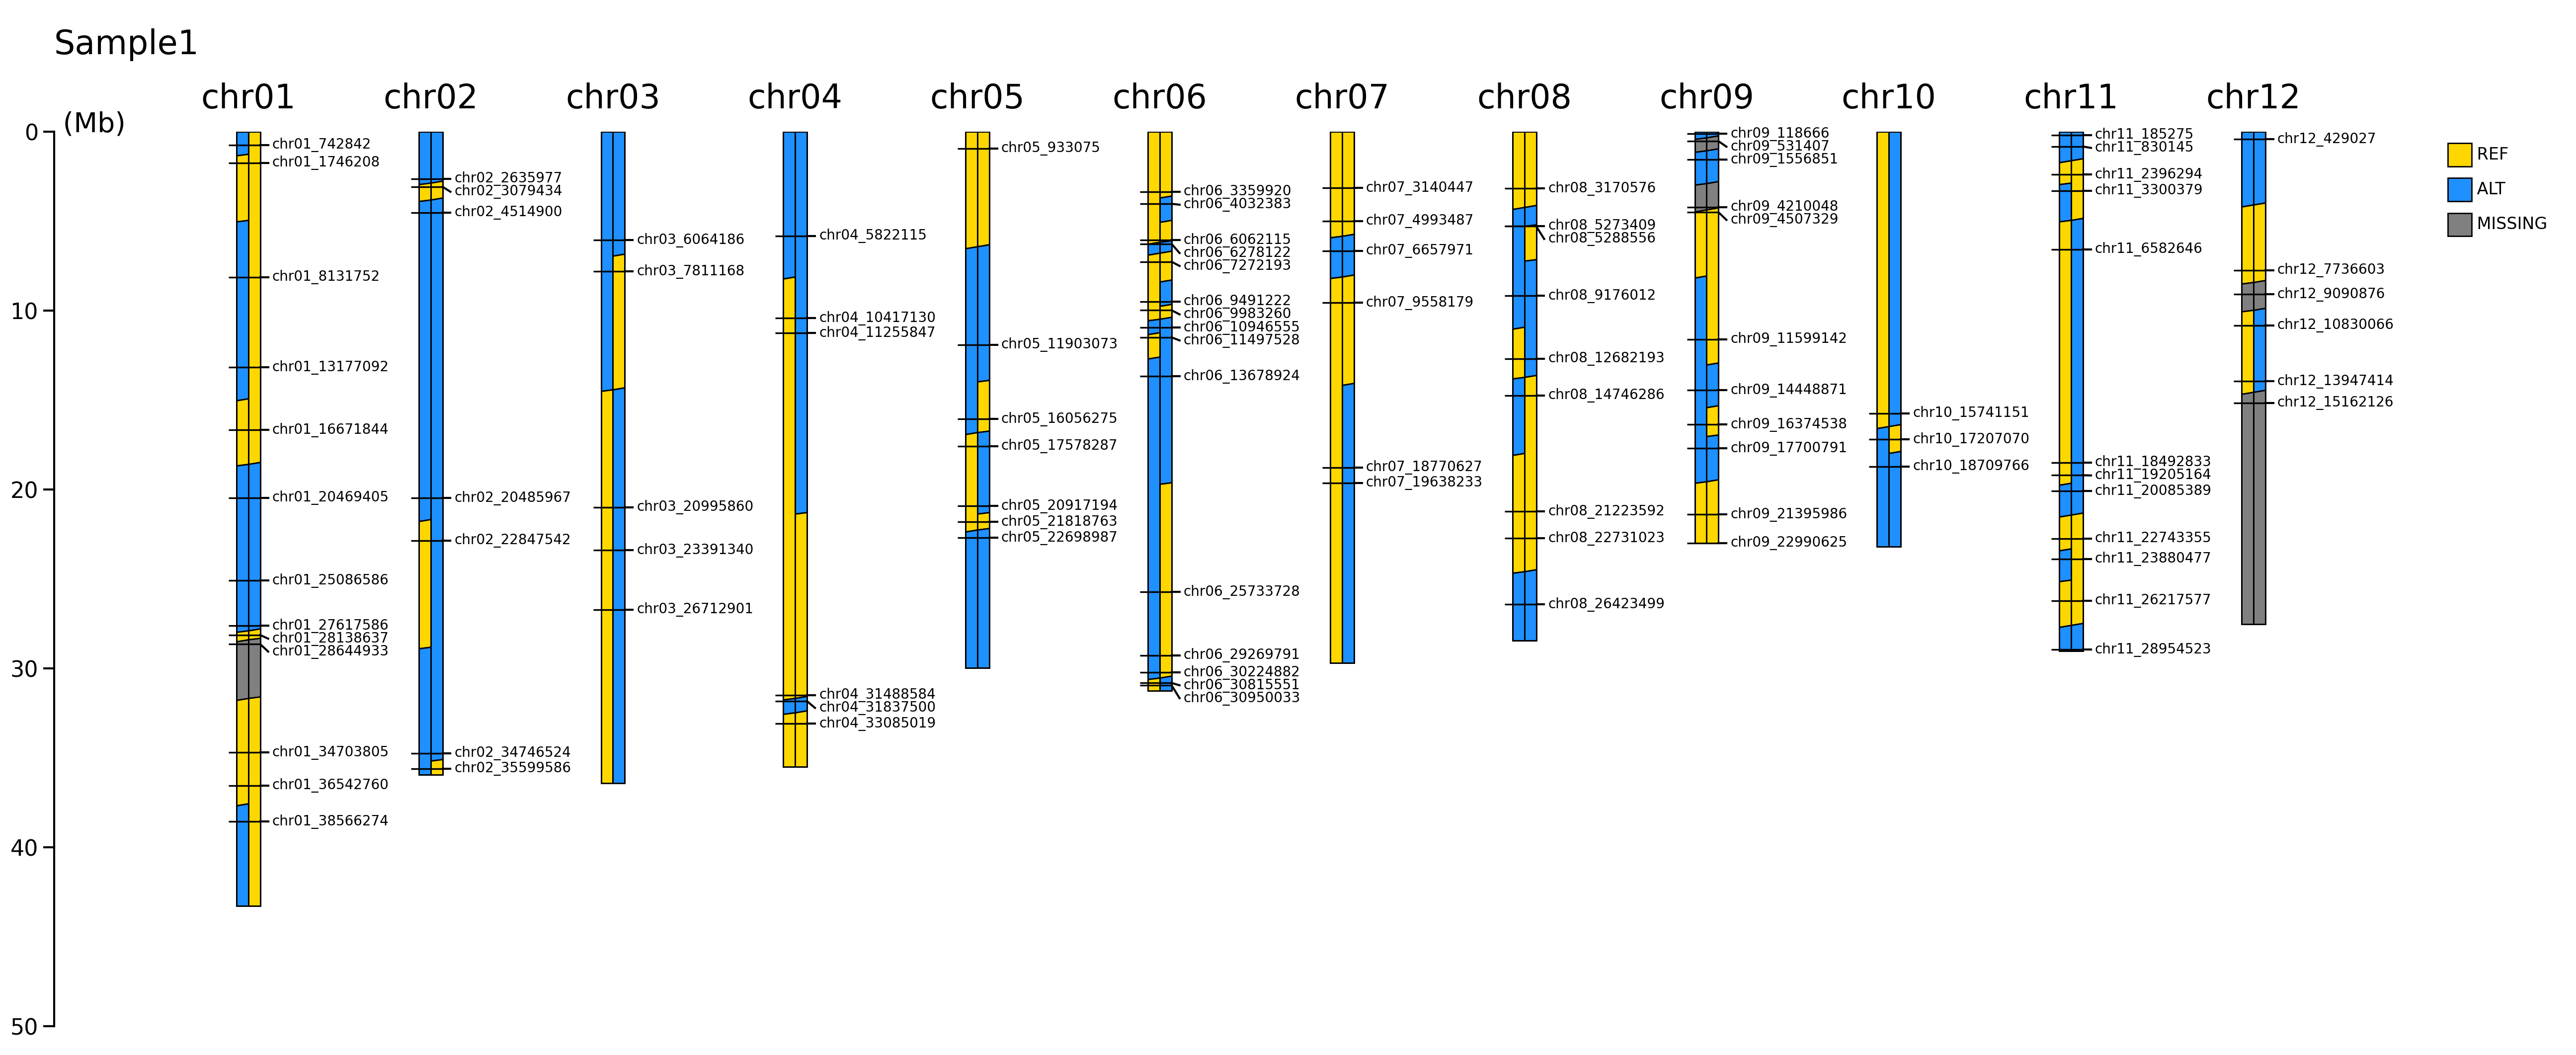 Sample1
chr01 chr02 chr03 chr04 chr05 chr06 chr07 chr08 chr09 chr10 chr11 chr12
(Mb)
0
10
20
30
40
50
chr01_742842
chr01_1746208
chr01_8131752
chr01_13177092
chr01_16671844
chr01_20469405
chr01_25086586
chr01_27617586
chr01_28138637
chr01_28644933
chr01_34703805
chr01_36542760
chr01_38566274
chr02_2635977
chr02_3079434
chr02_4514900
chr02_20485967
chr02_22847542
chr02_34746524
chr02_35599586
chr03_6064186
chr03_7811168
chr03_20995860
chr03_23391340
chr03_26712901
chr04_5822115
chr04_10417130
chr04_11255847
chr04_31488584
chr04_31837500
chr04_33085019
chr05_933075
chr05_11903073
chr05_16056275
chr05_17578287
chr05_20917194
chr05_21818763
chr05_22698987
chr06_3359920
chr06_4032383
chr06_6062115
chr06_6278122
chr06_7272193
chr06_9491222
chr06_9983260
chr06_10946555
chr06_11497528
chr06_13678924
chr06_25733728
chr06_29269791
chr06_30224882
chr06_30815551
chr06_30950033
chr07_3140447
chr07_4993487
chr07_6657971
chr07_9558179
chr07_18770627
chr07_19638233
chr08_3170576
chr08_5273409
chr08_5288556
chr08_9176012
chr08_12682193
chr08_14746286
chr08_21223592
chr08_22731023
chr08_26423499
chr09_118666
chr09_531407
chr09_1556851
chr09_4210048
chr09_4507329
chr09_11599142
chr09_14448871
chr09_16374538
chr09_17700791
chr09_21395986
chr09_22990625
chr10_15741151
chr10_17207070
chr10_18709766
chr11_185275
chr11_830145
chr11_2396294
chr11_3300379
chr11_6582646
chr11_18492833
chr11_19205164
chr11_20085389
chr11_22743355
chr11_23880477
chr11_26217577
chr11_28954523
chr12_429027
chr12_7736603
chr12_9090876
chr12_10830066
chr12_13947414
chr12_15162126
REF
ALT
MISSING